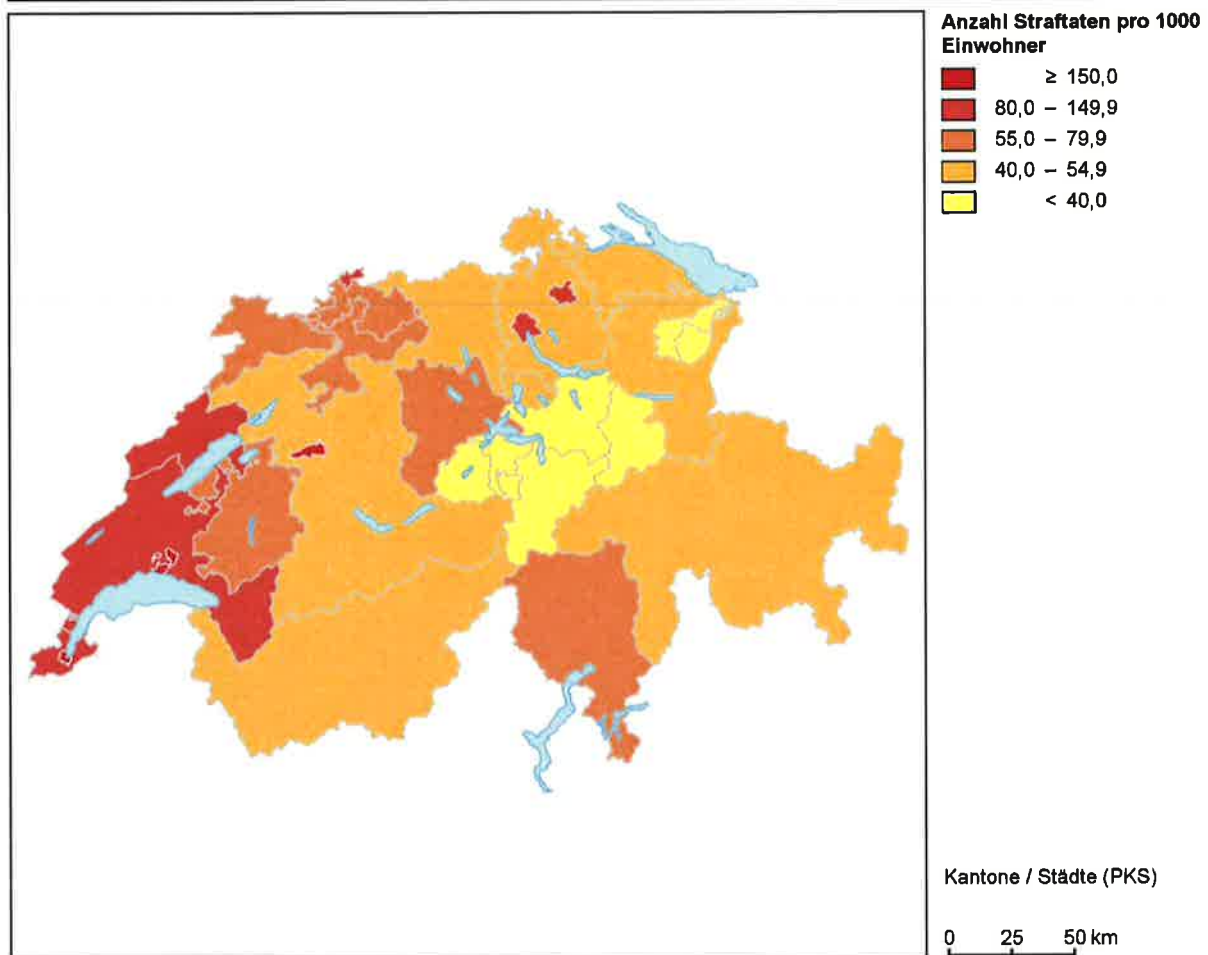 Anzahl Straftaten pro 1000
Einwohner
≥ 150,0
80,0 – 149,9
55,0 – 79,9
40,0 – 54,9
< 40,0
Kantone / Städte (PKS)
0 25 50 km